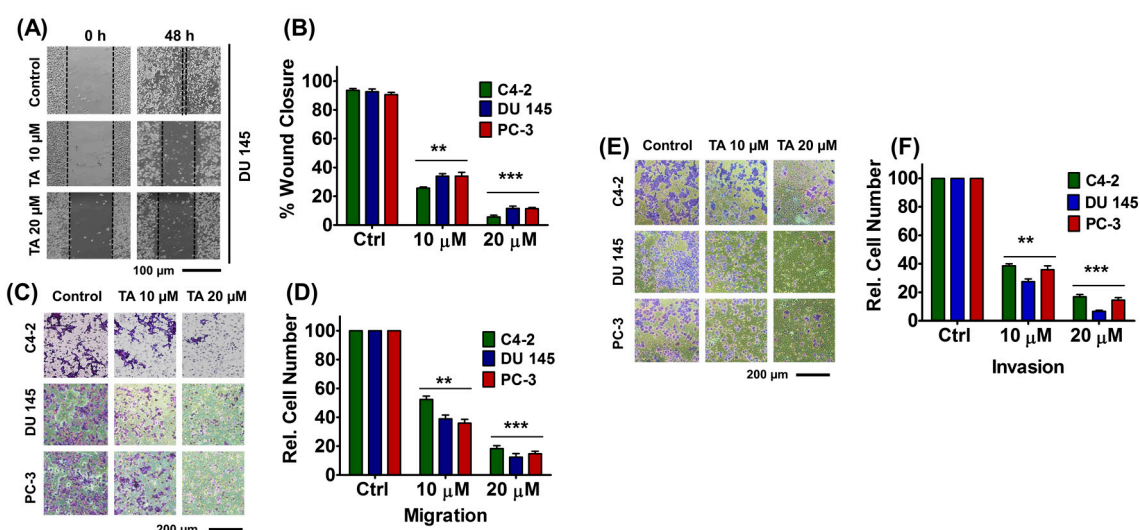 (A)
0 h
48 h
Control
TA 10 µM
TA 20 µM
DU 145
100 µm
(B)
% Wound Closure
100
80
60
40
20
0
C4-2
DU 145
PC-3
**
***
Ctrl
10 µM
20 µM
(C)
Control
TA 10 µM
TA 20 µM
C4-2
DU 145
PC-3
200 µm
(D)
Rel. Cell Number
100
80
60
40
20
0
C4-2
DU 145
PC-3
**
***
Ctrl
10 µM
20 µM
Migration
(E)
Control
TA 10 µM
TA 20 µM
C4-2
DU 145
PC-3
200 µm
(F)
Rel. Cell Number
100
80
60
40
20
0
C4-2
DU 145
PC-3
**
***
Ctrl
10 µM
20 µM
Invasion